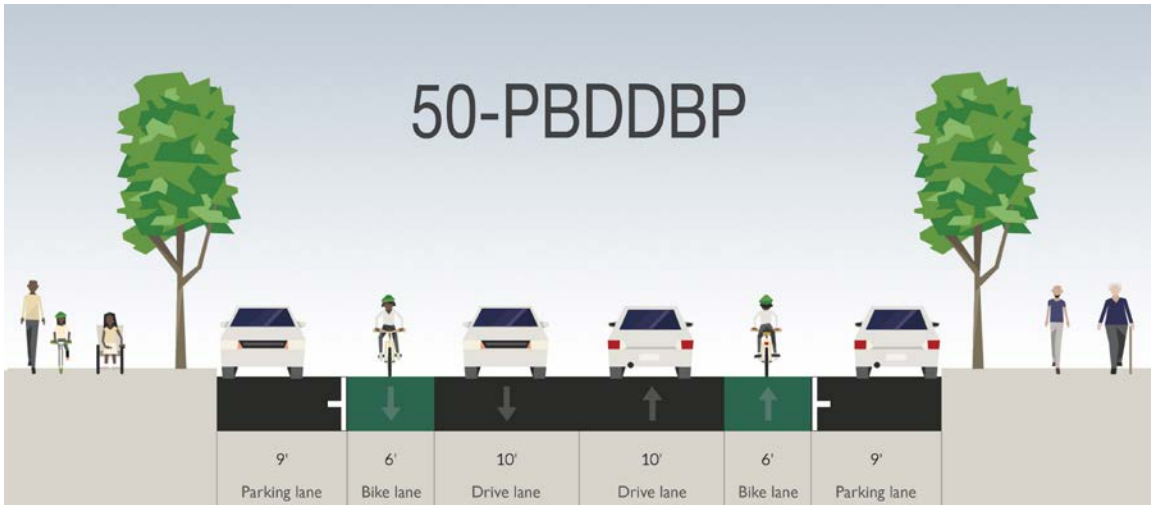 50-PBDDBP
9' 6' 10' 10' 6' 9'
Parking lane Bike lane Drive lane Drive lane Bike lane Parking lane